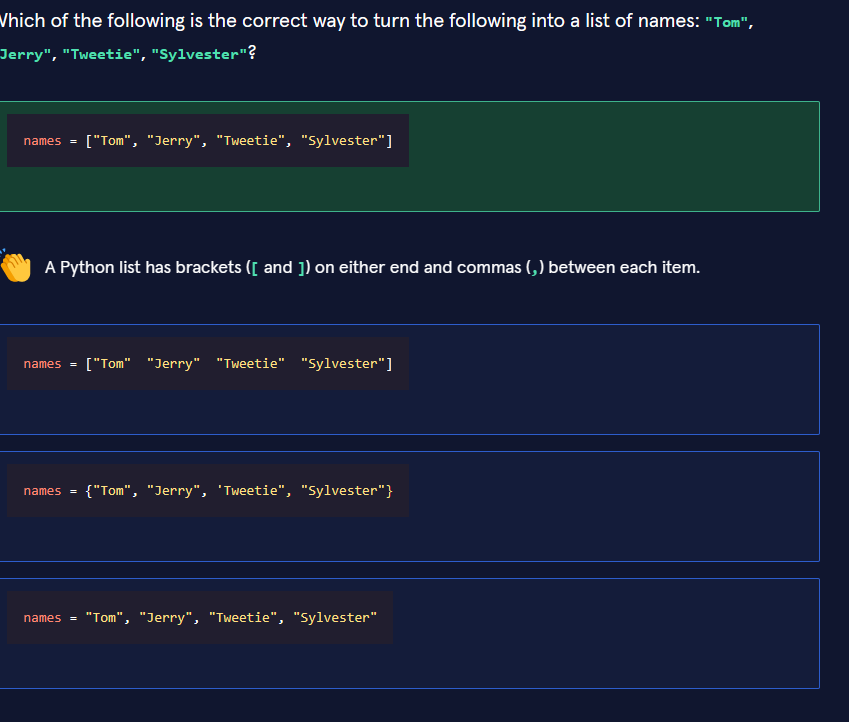 Which of the following is the correct way to turn the following into a list of names: "Tom",
Jerry", "Tweetie", "Sylvester"?
names = ["Tom", "Jerry", "Tweetie", "Sylvester"]
A Python list has brackets ([ and ]) on either end and commas (,) between each item.
names = ["Tom"  "Jerry"  "Tweetie"  "Sylvester"]
names = {"Tom", "Jerry", 'Tweetie", "Sylvester"}
names = "Tom", "Jerry", "Tweetie", "Sylvester"